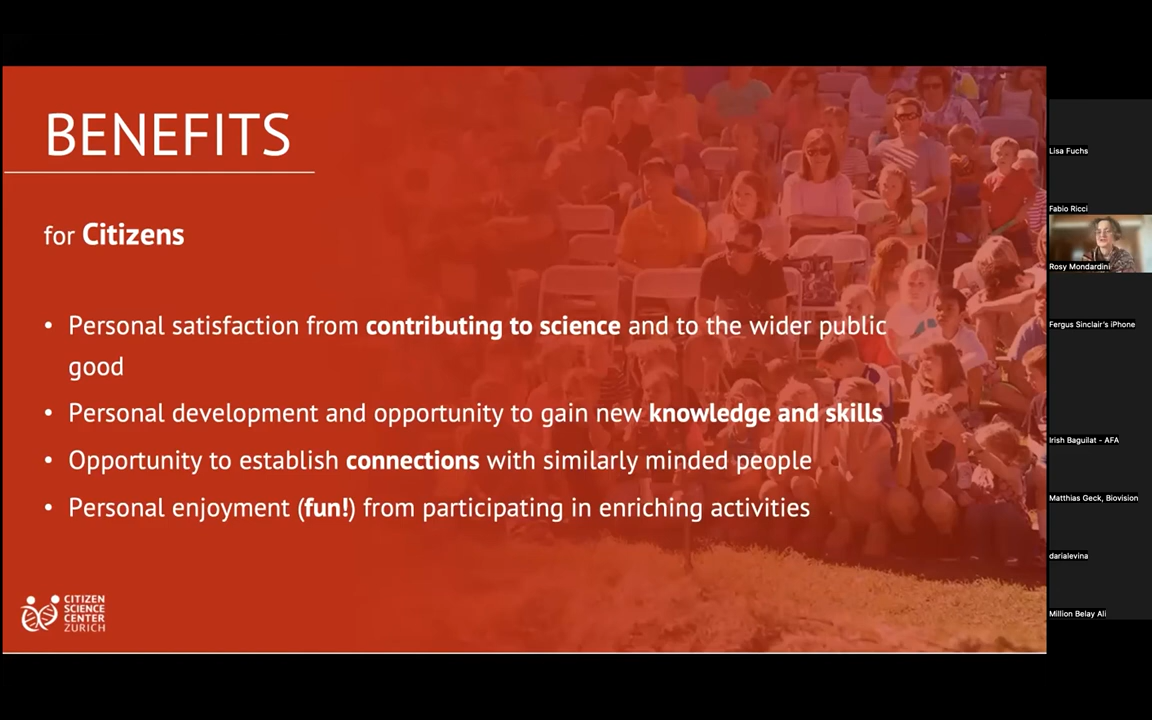 BENEFITS
for Citizens
• Personal satisfaction from contributing to science and to the wider public
good
• Personal development and opportunity to gain new knowledge and skills
• Opportunity to establish connections with similarly minded people
• Personal enjoyment (fun!) from participating in enriching activities
CITIZEN
SCIENCE
CENTER
ZURICH
Lisa Fuchs
Fabio Ricci
Rosy Mondardini
Fergus Sinclair's iPhone
Irish Baguilat - AFA
Matthias Geck, Biovision
darialevina
Million Belay Ali